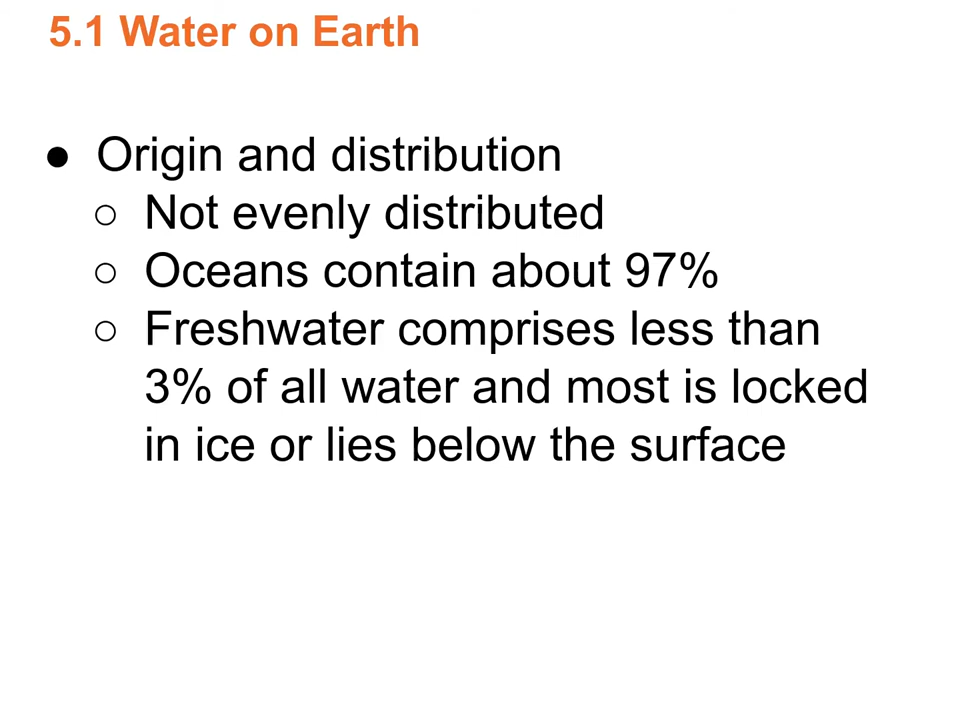 5.1 Water on Earth
● Origin and distribution
○ Not evenly distributed
○ Oceans contain about 97%
○ Freshwater comprises less than
3% of all water and most is locked
in ice or lies below the surface